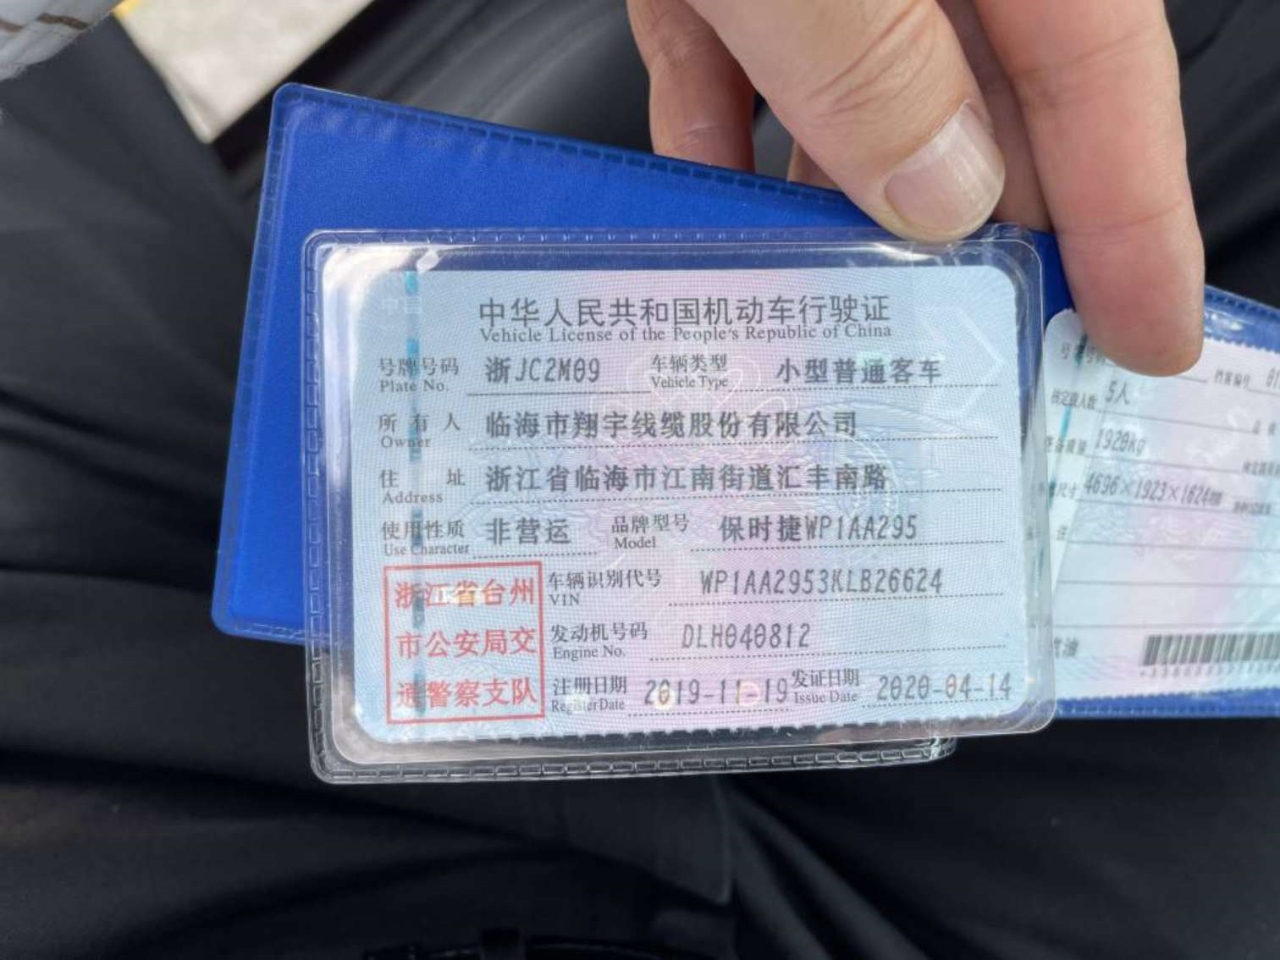 中华人民共和国机动车行驶证
Vehicle License of the People's Republic of China
号牌号码 浙JC2M09 车辆类型 小型普通客车
Plate No. Vehicle Type
所有人 临海市翔宇线缆股份有限公司
Owner
住址 浙江省临海市江南街道汇丰南路
Address
使用性质 非营运 品牌型号 保时捷WP1AA295
Use Character Model
浙江省台州
市公安局交
通警察支队
车辆识别代号 WP1AA2953KLB26624
VIN
发动机号码 DLH040812
Engine No.
注册日期 2019-11-19 发证日期 2020-04-14
Register Date Issue Date
档案编号
5人
1920kg
4696×1923×1624mm